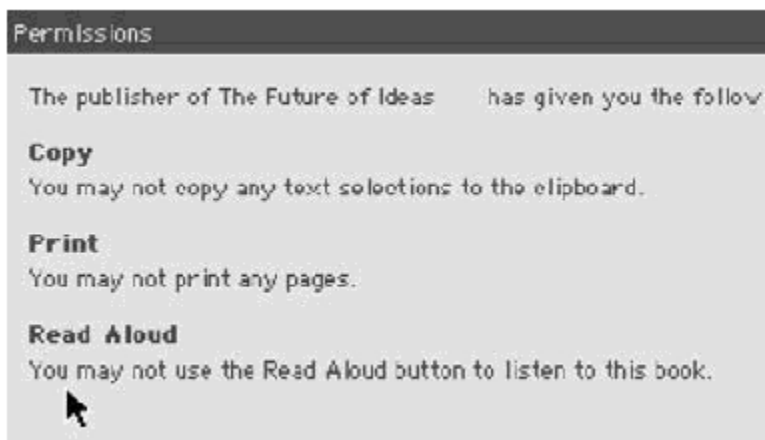 Permissions
The publisher of The Future of Ideas has given you the follow
Copy
You may not copy any text selections to the clipboard.
Print
You may not print any pages.
Read Aloud
You may not use the Read Aloud button to listen to this book.